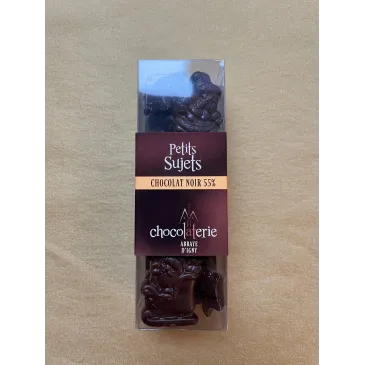 Petits
Sujets
CHOCOLAT NOIR 55%
chocolaterie
ABBAYE
D'IGNY